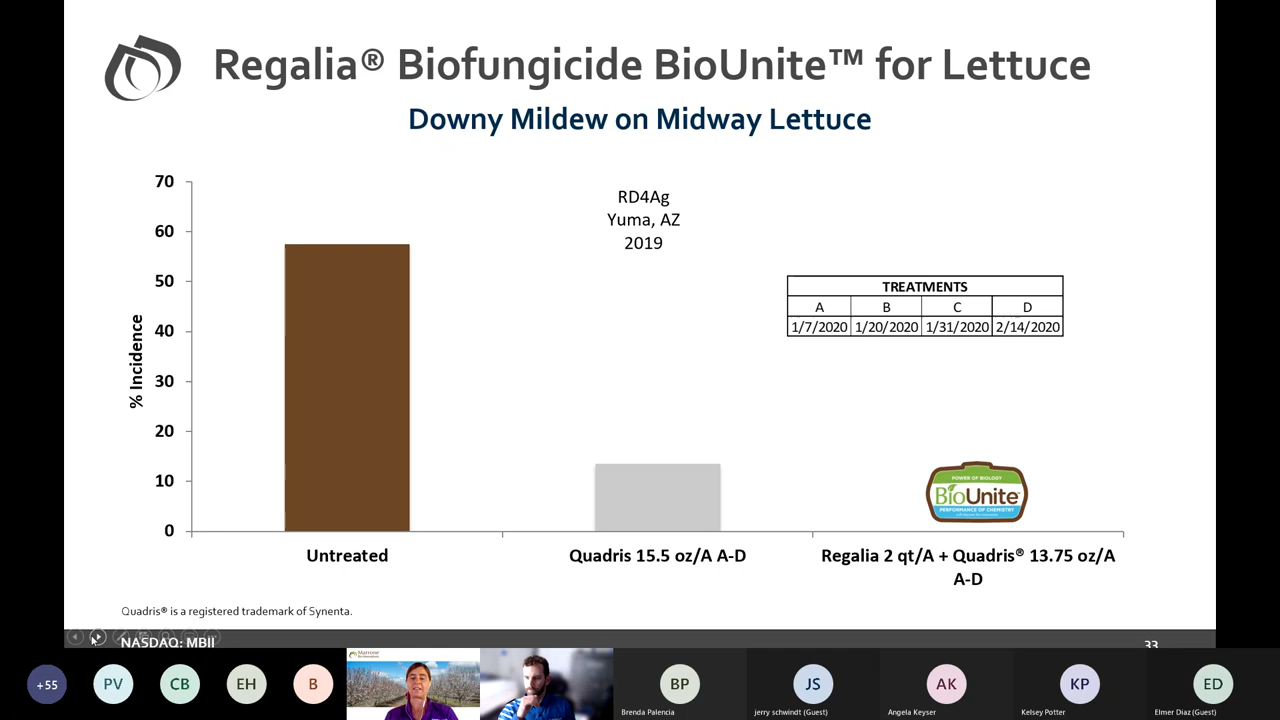 Regalia® Biofungicide BioUnite™ for Lettuce
Downy Mildew on Midway Lettuce
70
60
50
40
30
20
10
0
% Incidence
RD4Ag
Yuma, AZ
2019
TREATMENTS
A B C D
1/7/2020 1/20/2020 1/31/2020 2/14/2020
POWER OF BIOLOGY
BioUnite
PERFORMANCE OF CHEMISTRY
Untreated
Quadris 15.5 oz/A A-D
Regalia 2 qt/A + Quadris® 13.75 oz/A
A-D
Quadris® is a registered trademark of Synenta.
NASDAQ: MBII
33
+55
PV
CB
EH
B
Marrone
BP
JS
AK
KP
ED
Brenda Palencia
jerry schwindt (Guest)
Angela Keyser
Kelsey Potter
Elmer Diaz (Guest)